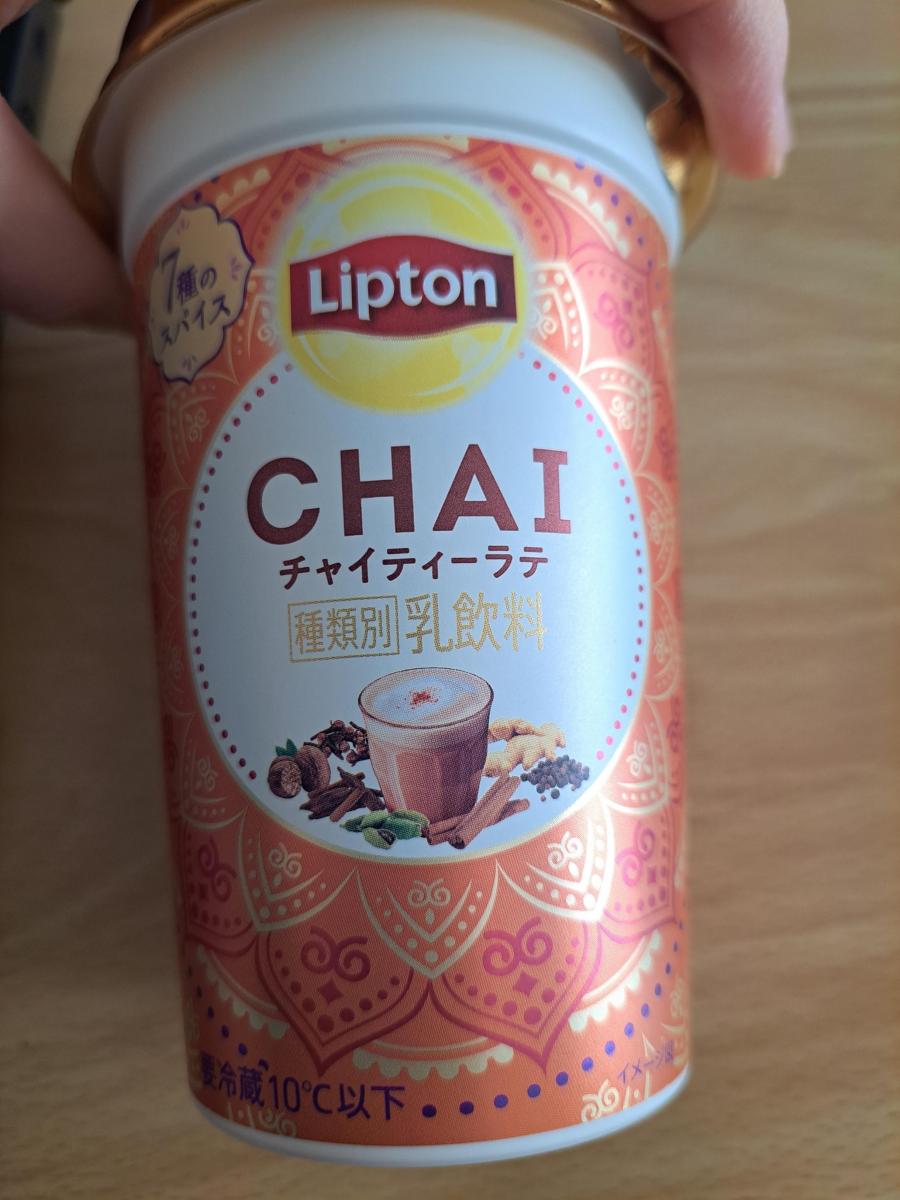 7種の
スパイス
Lipton
CHAI
チャイティーラテ
種類別 乳飲料
要冷蔵10℃以下
イメージ図